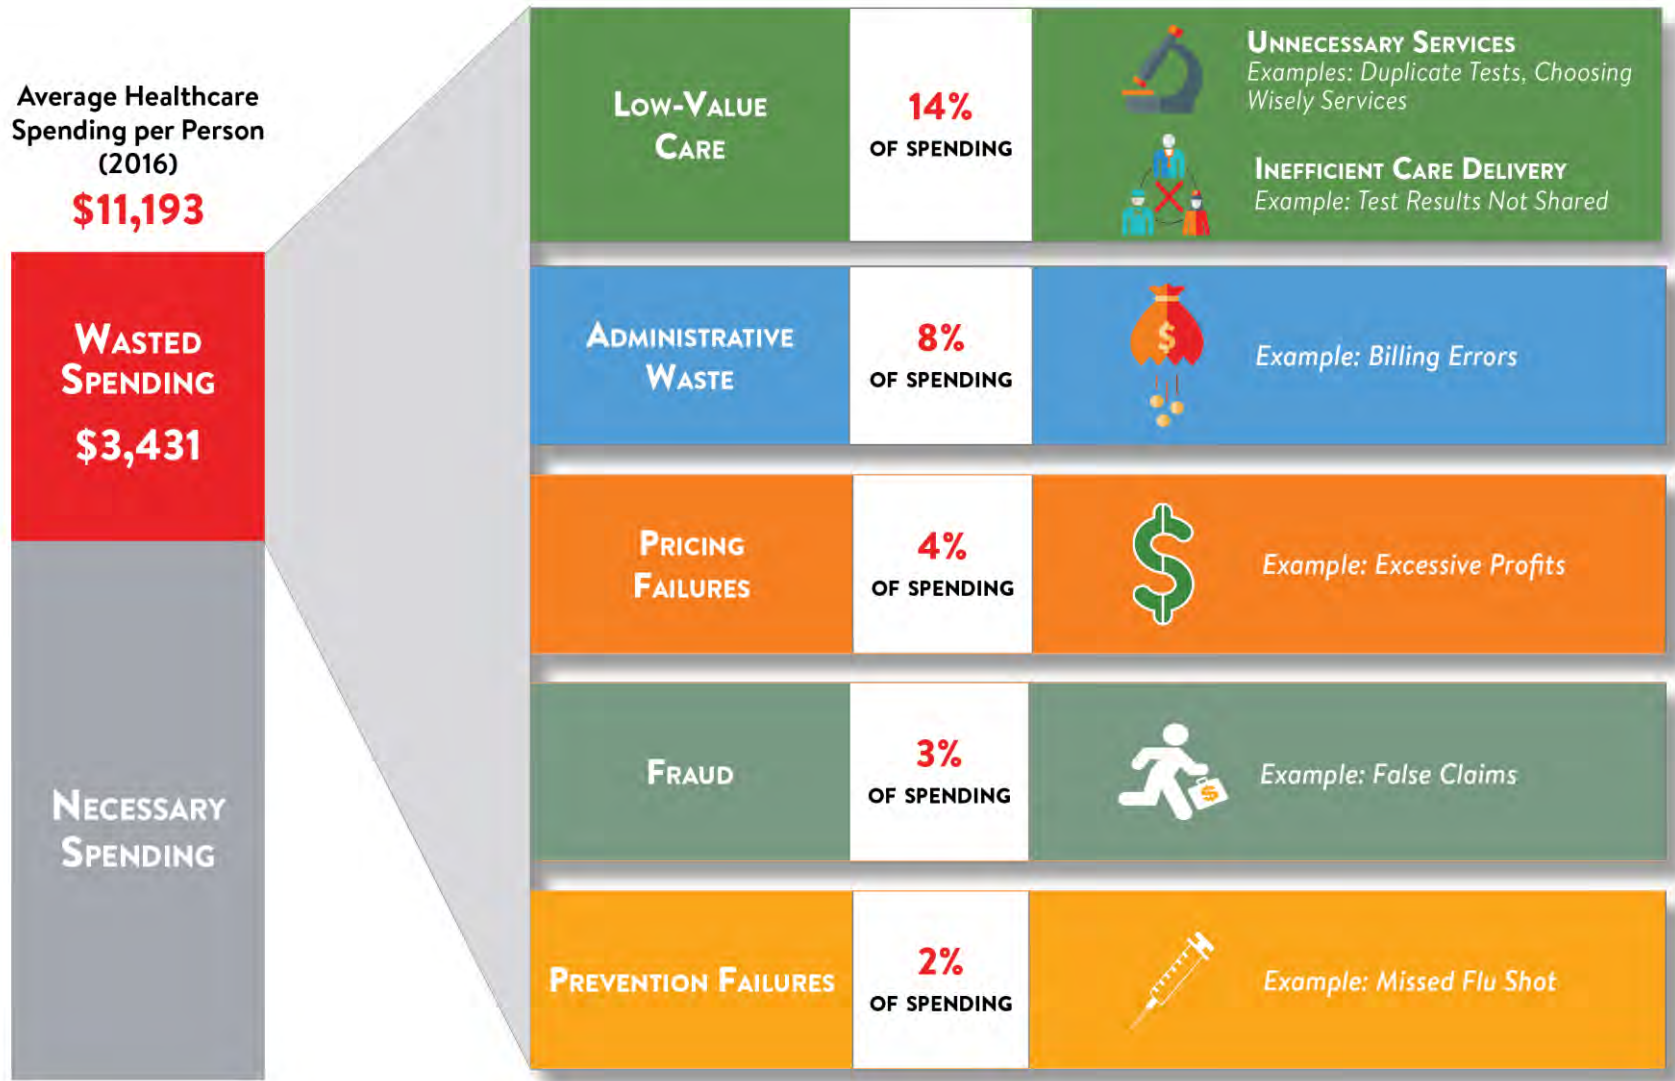 Average Healthcare
Spending per Person
(2016)
$11,193
WASTED
SPENDING
$3,431
NECESSARY
SPENDING
LOW-VALUE
CARE
14%
OF SPENDING
UNNECESSARY SERVICES
Examples: Duplicate Tests, Choosing
Wisely Services
INEFFICIENT CARE DELIVERY
Example: Test Results Not Shared
ADMINISTRATIVE
WASTE
8%
OF SPENDING
$
Example: Billing Errors
PRICING
FAILURES
4%
OF SPENDING
$
Example: Excessive Profits
FRAUD
3%
OF SPENDING
$
Example: False Claims
PREVENTION FAILURES
2%
OF SPENDING
Example: Missed Flu Shot